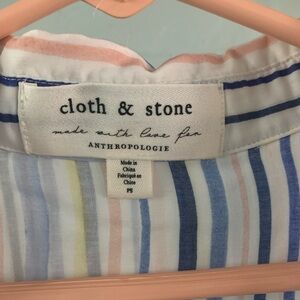 cloth & stone
made with love for
ANTHROPOLOGIE
Made in
China
Fabriqué en
Chine
PS